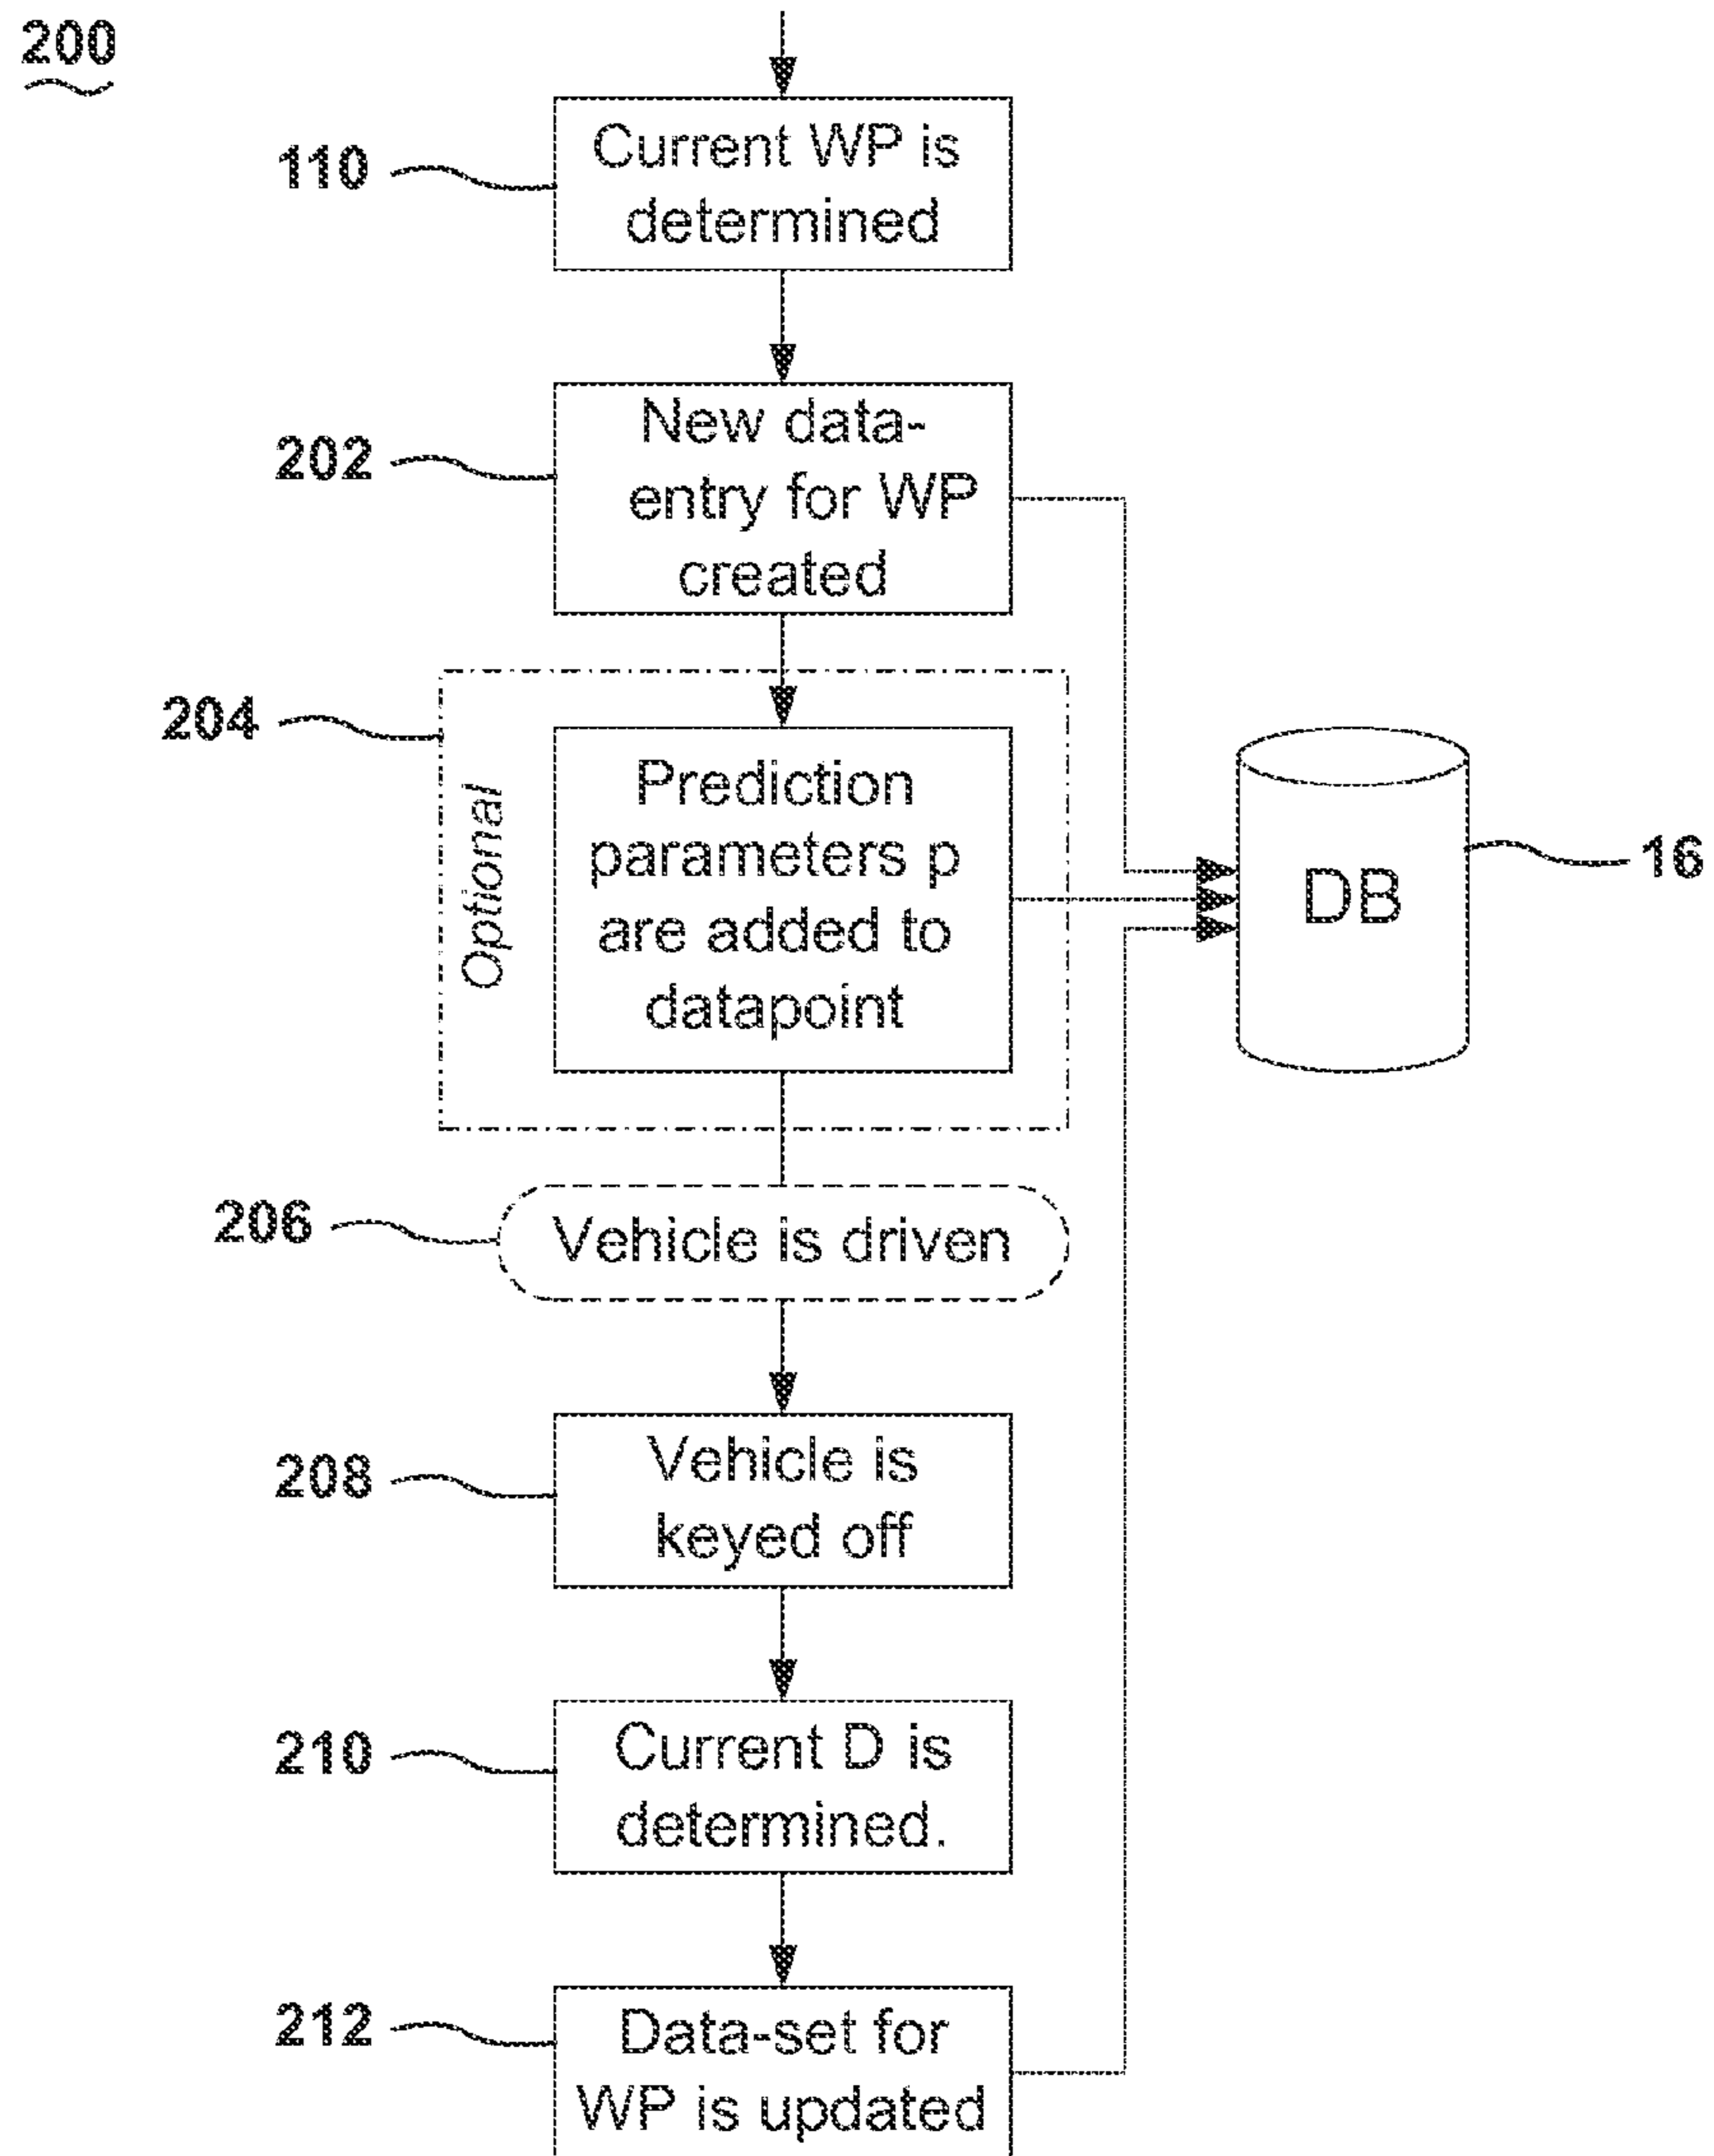 200
110
Current WP is
determined
202
New data-
entry for WP
created
204
Optional
Prediction
parameters p
are added to
datapoint
DB
16
206
Vehicle is driven
208
Vehicle is
keyed off
210
Current D is
determined.
212
Data-set for
WP is updated